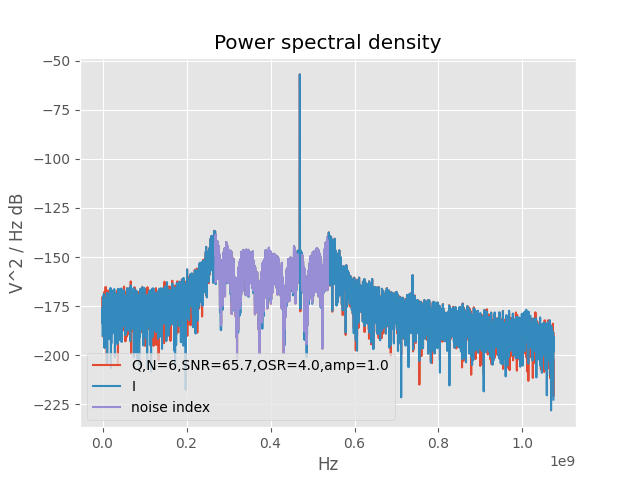 Power spectral density
V^2 / Hz dB
−50
−75
−100
−125
−150
−175
−200
−225
Q,N=6,SNR=65.7,OSR=4.0,amp=1.0
I
noise index
0.0 0.2 0.4 0.6 0.8 1.0
1e9
Hz